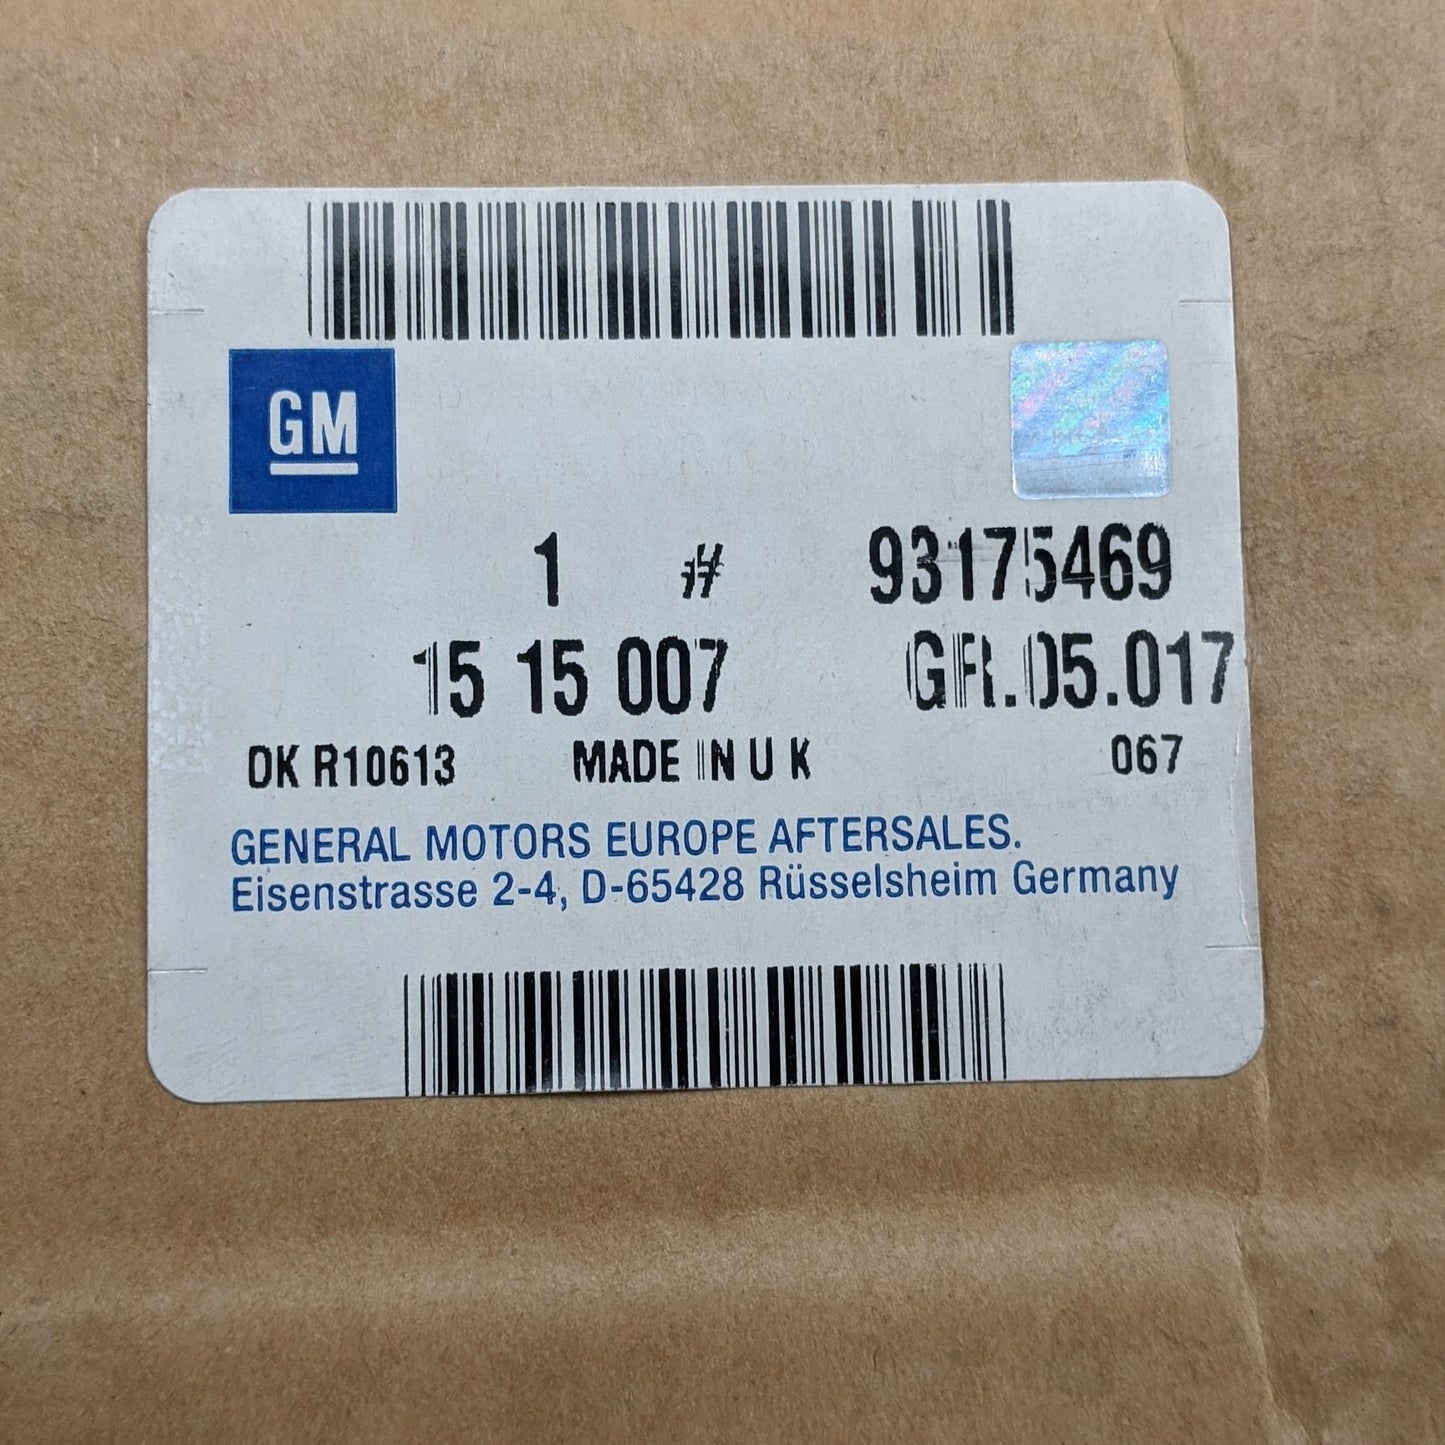 GM
1 # 93175469
15 15 007 GR.05.017
OK R10613 MADE IN U K 067
GENERAL MOTORS EUROPE AFTERSALES.
Eisenstrasse 2-4, D-65428 Rüsselsheim Germany